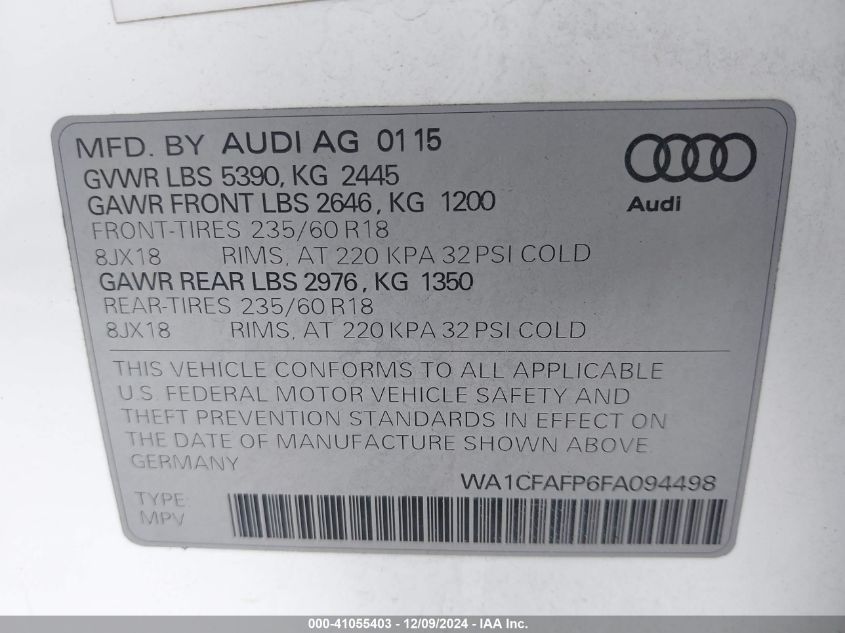 MFD. BY AUDI AG 01 15
GVWR LBS 5390, KG 2445
GAWR FRONT LBS 2646, KG 1200
FRONT-TIRES 235/60 R18
8JX18 RIMS, AT 220 KPA 32 PSI COLD
GAWR REAR LBS 2976, KG 1350
REAR-TIRES 235/60 R18
8JX18 RIMS, AT 220 KPA 32 PSI COLD
Audi
THIS VEHICLE CONFORMS TO ALL APPLICABLE
U.S. FEDERAL MOTOR VEHICLE SAFETY AND
THEFT PREVENTION STANDARDS IN EFFECT ON
THE DATE OF MANUFACTURE SHOWN ABOVE.
GERMANY
WA1CFAFP6FA094498
TYPE:
MPV
000-41055403 - 12/09/2024 - IAA Inc.